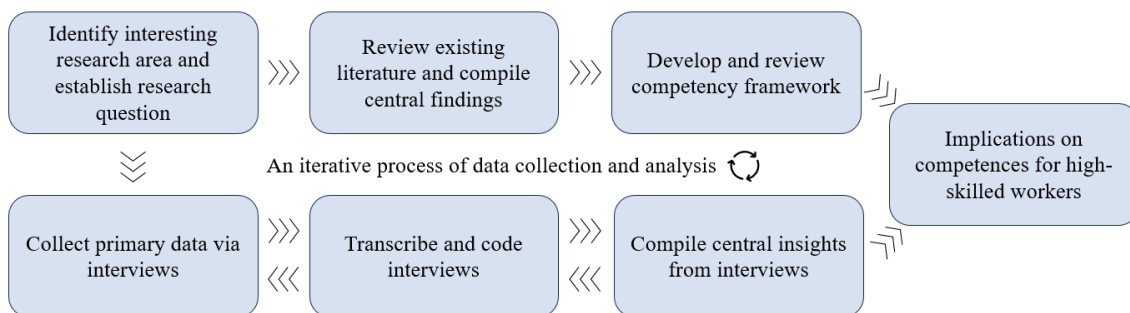 Identify interesting
research area and
establish research
question
Review existing
literature and compile
central findings
Develop and review
competency framework
Implications on
competences for high-
skilled workers
An iterative process of data collection and analysis
Collect primary data via
interviews
Transcribe and code
interviews
Compile central insights
from interviews